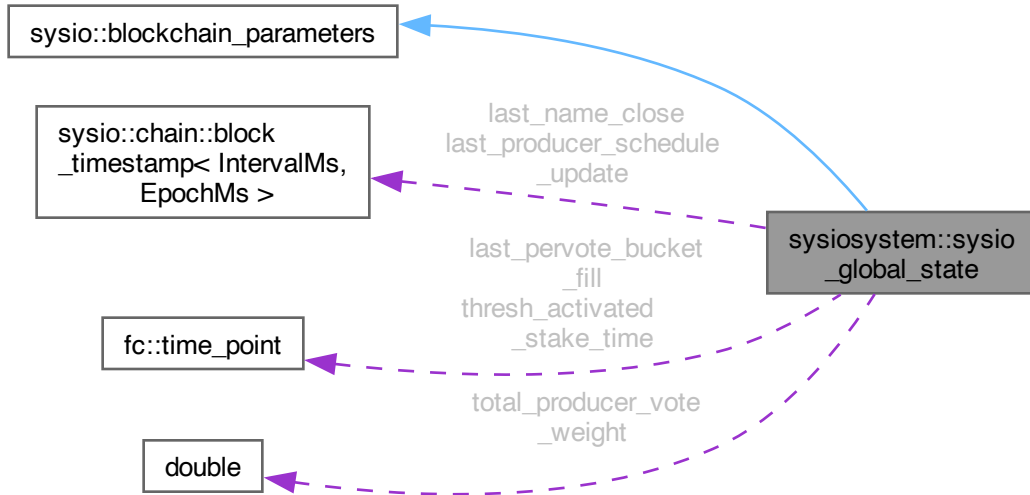 sysio::blockchain_parameters
sysio::chain::block
_timestamp< IntervalMs,
EpochMs >
last_name_close
last_producer_schedule
_update
sysiosystem::sysio
_global_state
last_pervote_bucket
_fill
thresh_activated
_stake_time
fc::time_point
total_producer_vote
_weight
double